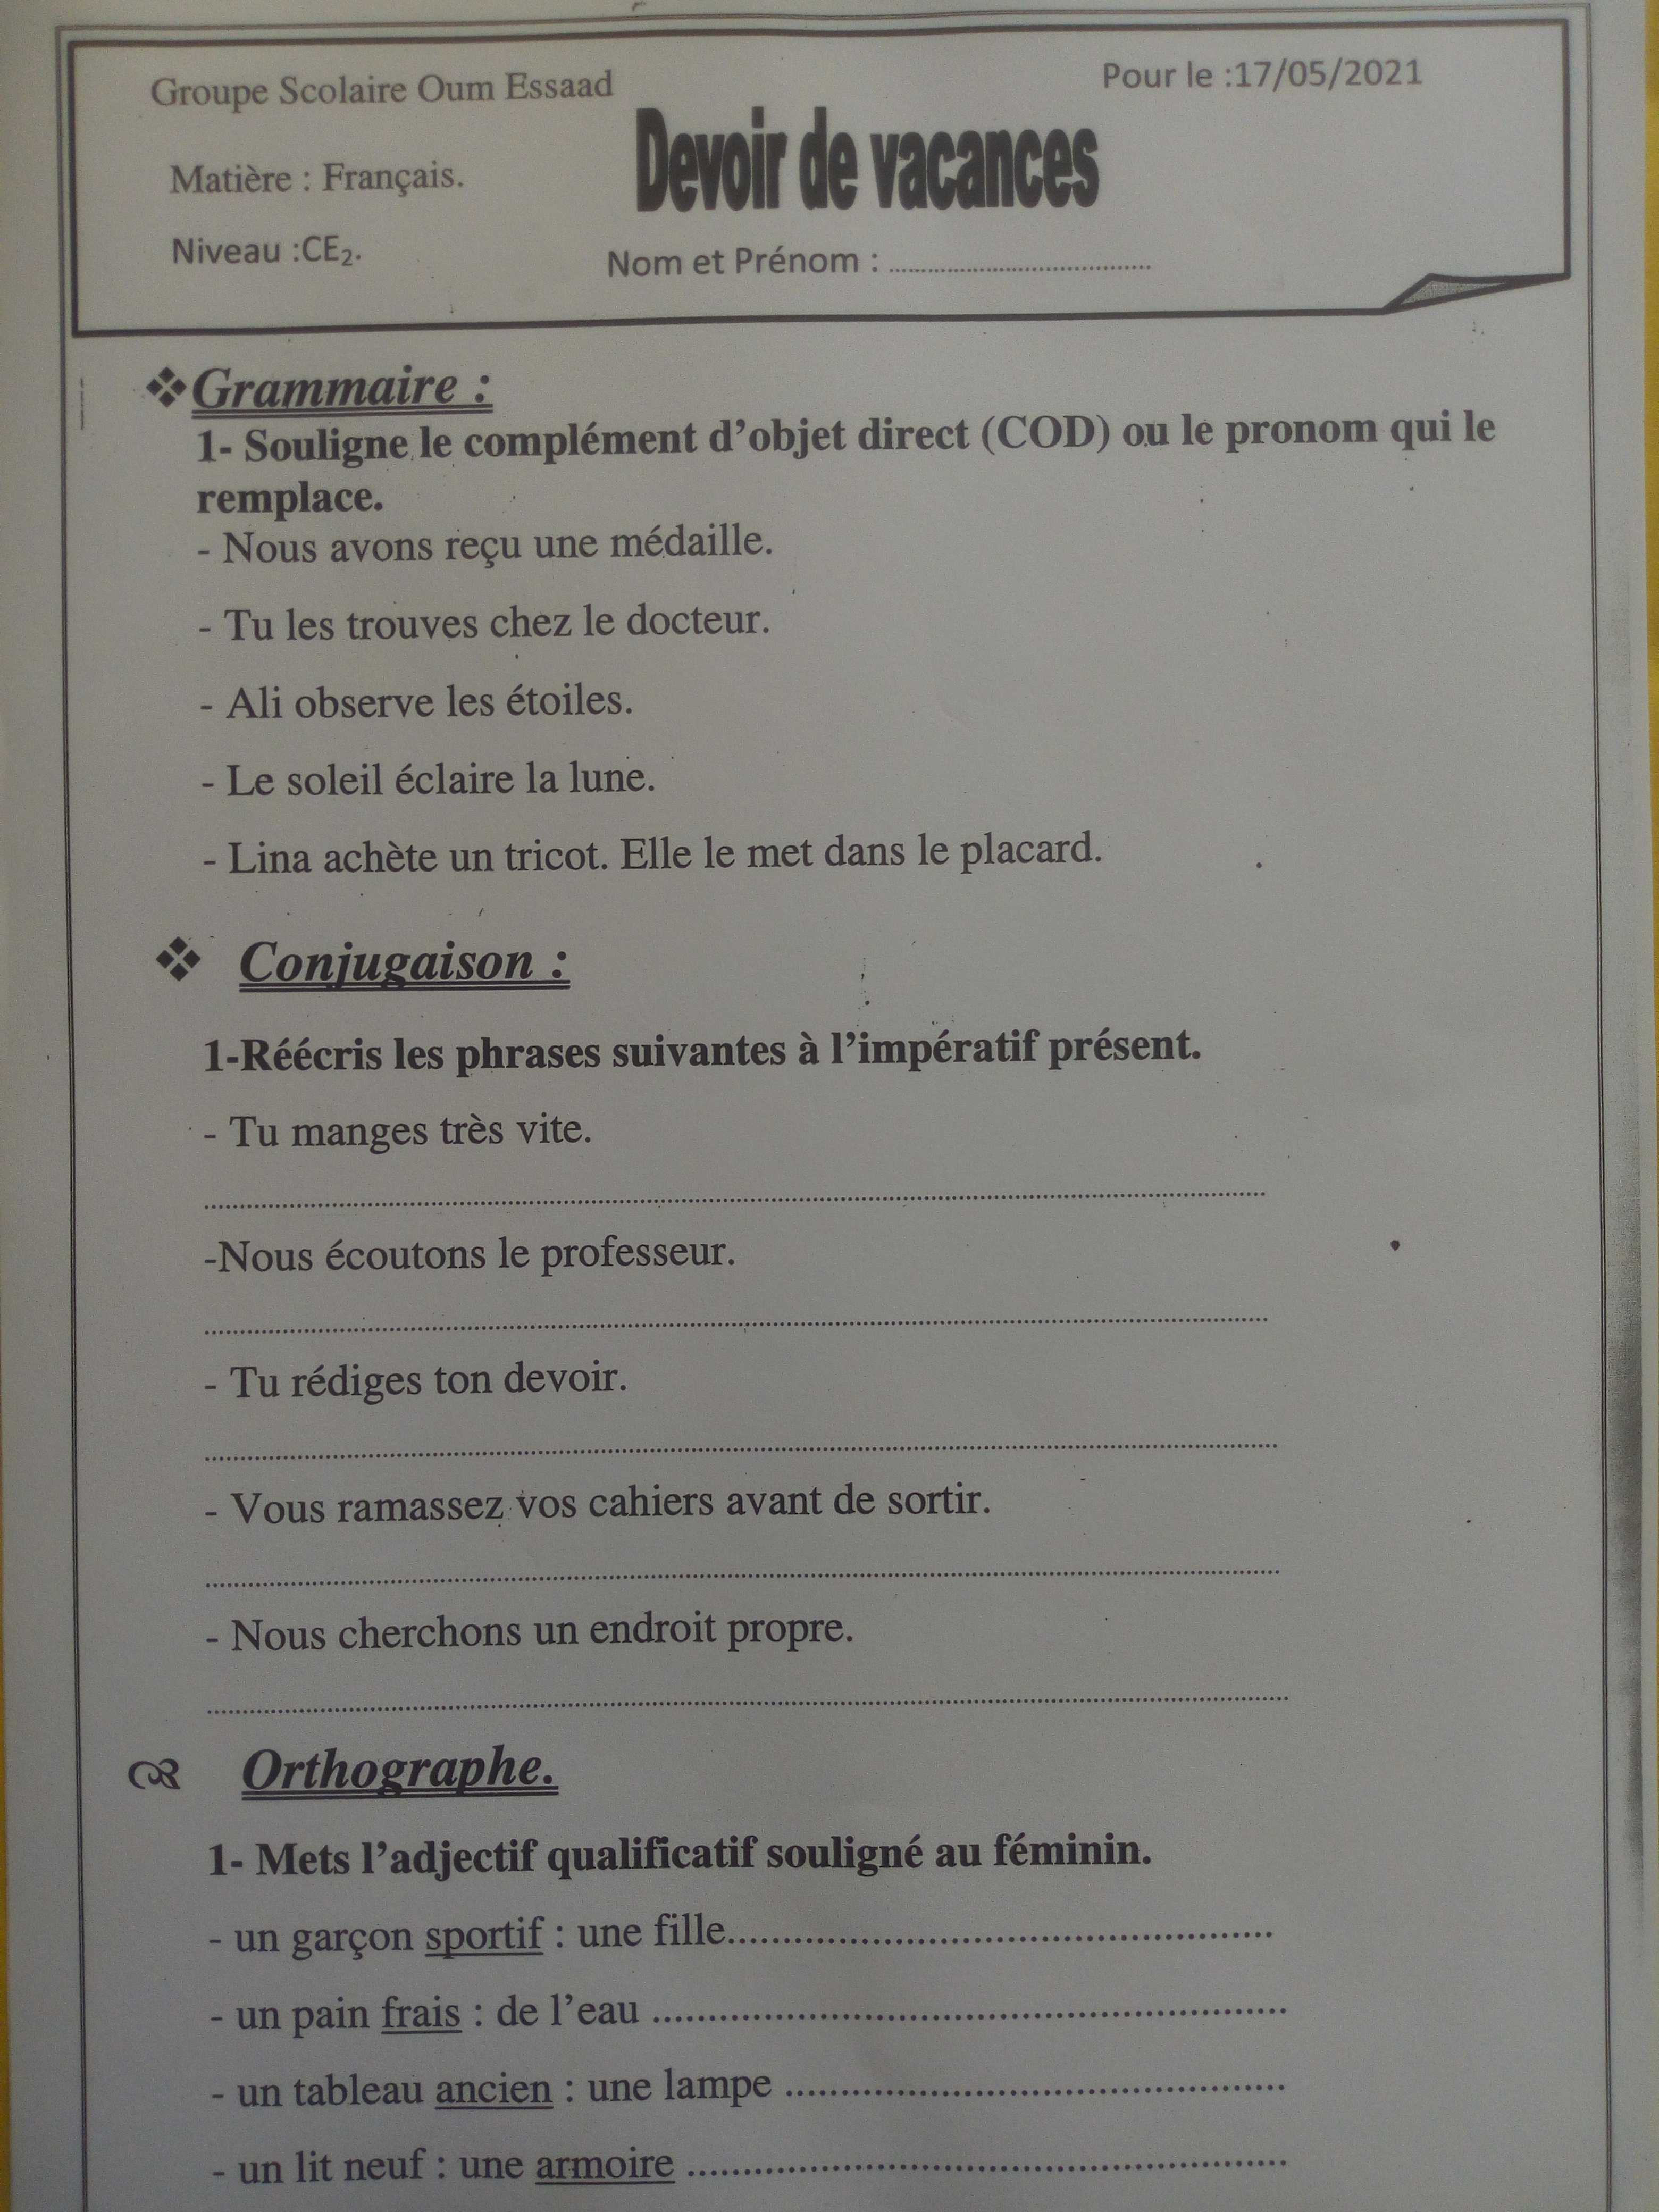 Groupe Scolaire Oum Essaad
Pour le :17/05/2021
Devoir de vacances
Matière : Français.
Niveau :CE2.
Nom et Prénom : ........................................
❖Grammaire :
1- Souligne le complément d'objet direct (COD) ou le pronom qui le
remplace.
- Nous avons reçu une médaille.
- Tu les trouves chez le docteur.
- Ali observe les étoiles.
- Le soleil éclaire la lune.
- Lina achète un tricot. Elle le met dans le placard.
❖ Conjugaison :
1-Réécris les phrases suivantes à l'impératif présent.
- Tu manges très vite.
................................................................................
-Nous écoutons le professeur.
................................................................................
- Tu rédiges ton devoir.
................................................................................
- Vous ramassez vos cahiers avant de sortir.
................................................................................
- Nous cherchons un endroit propre.
................................................................................
Orthographe.
1- Mets l'adjectif qualificatif souligné au féminin.
- un garçon sportif : une fille..................................................
- un pain frais : de l'eau ..................................................
- un tableau ancien : une lampe ........................................
- un lit neuf : une armoire ..................................................